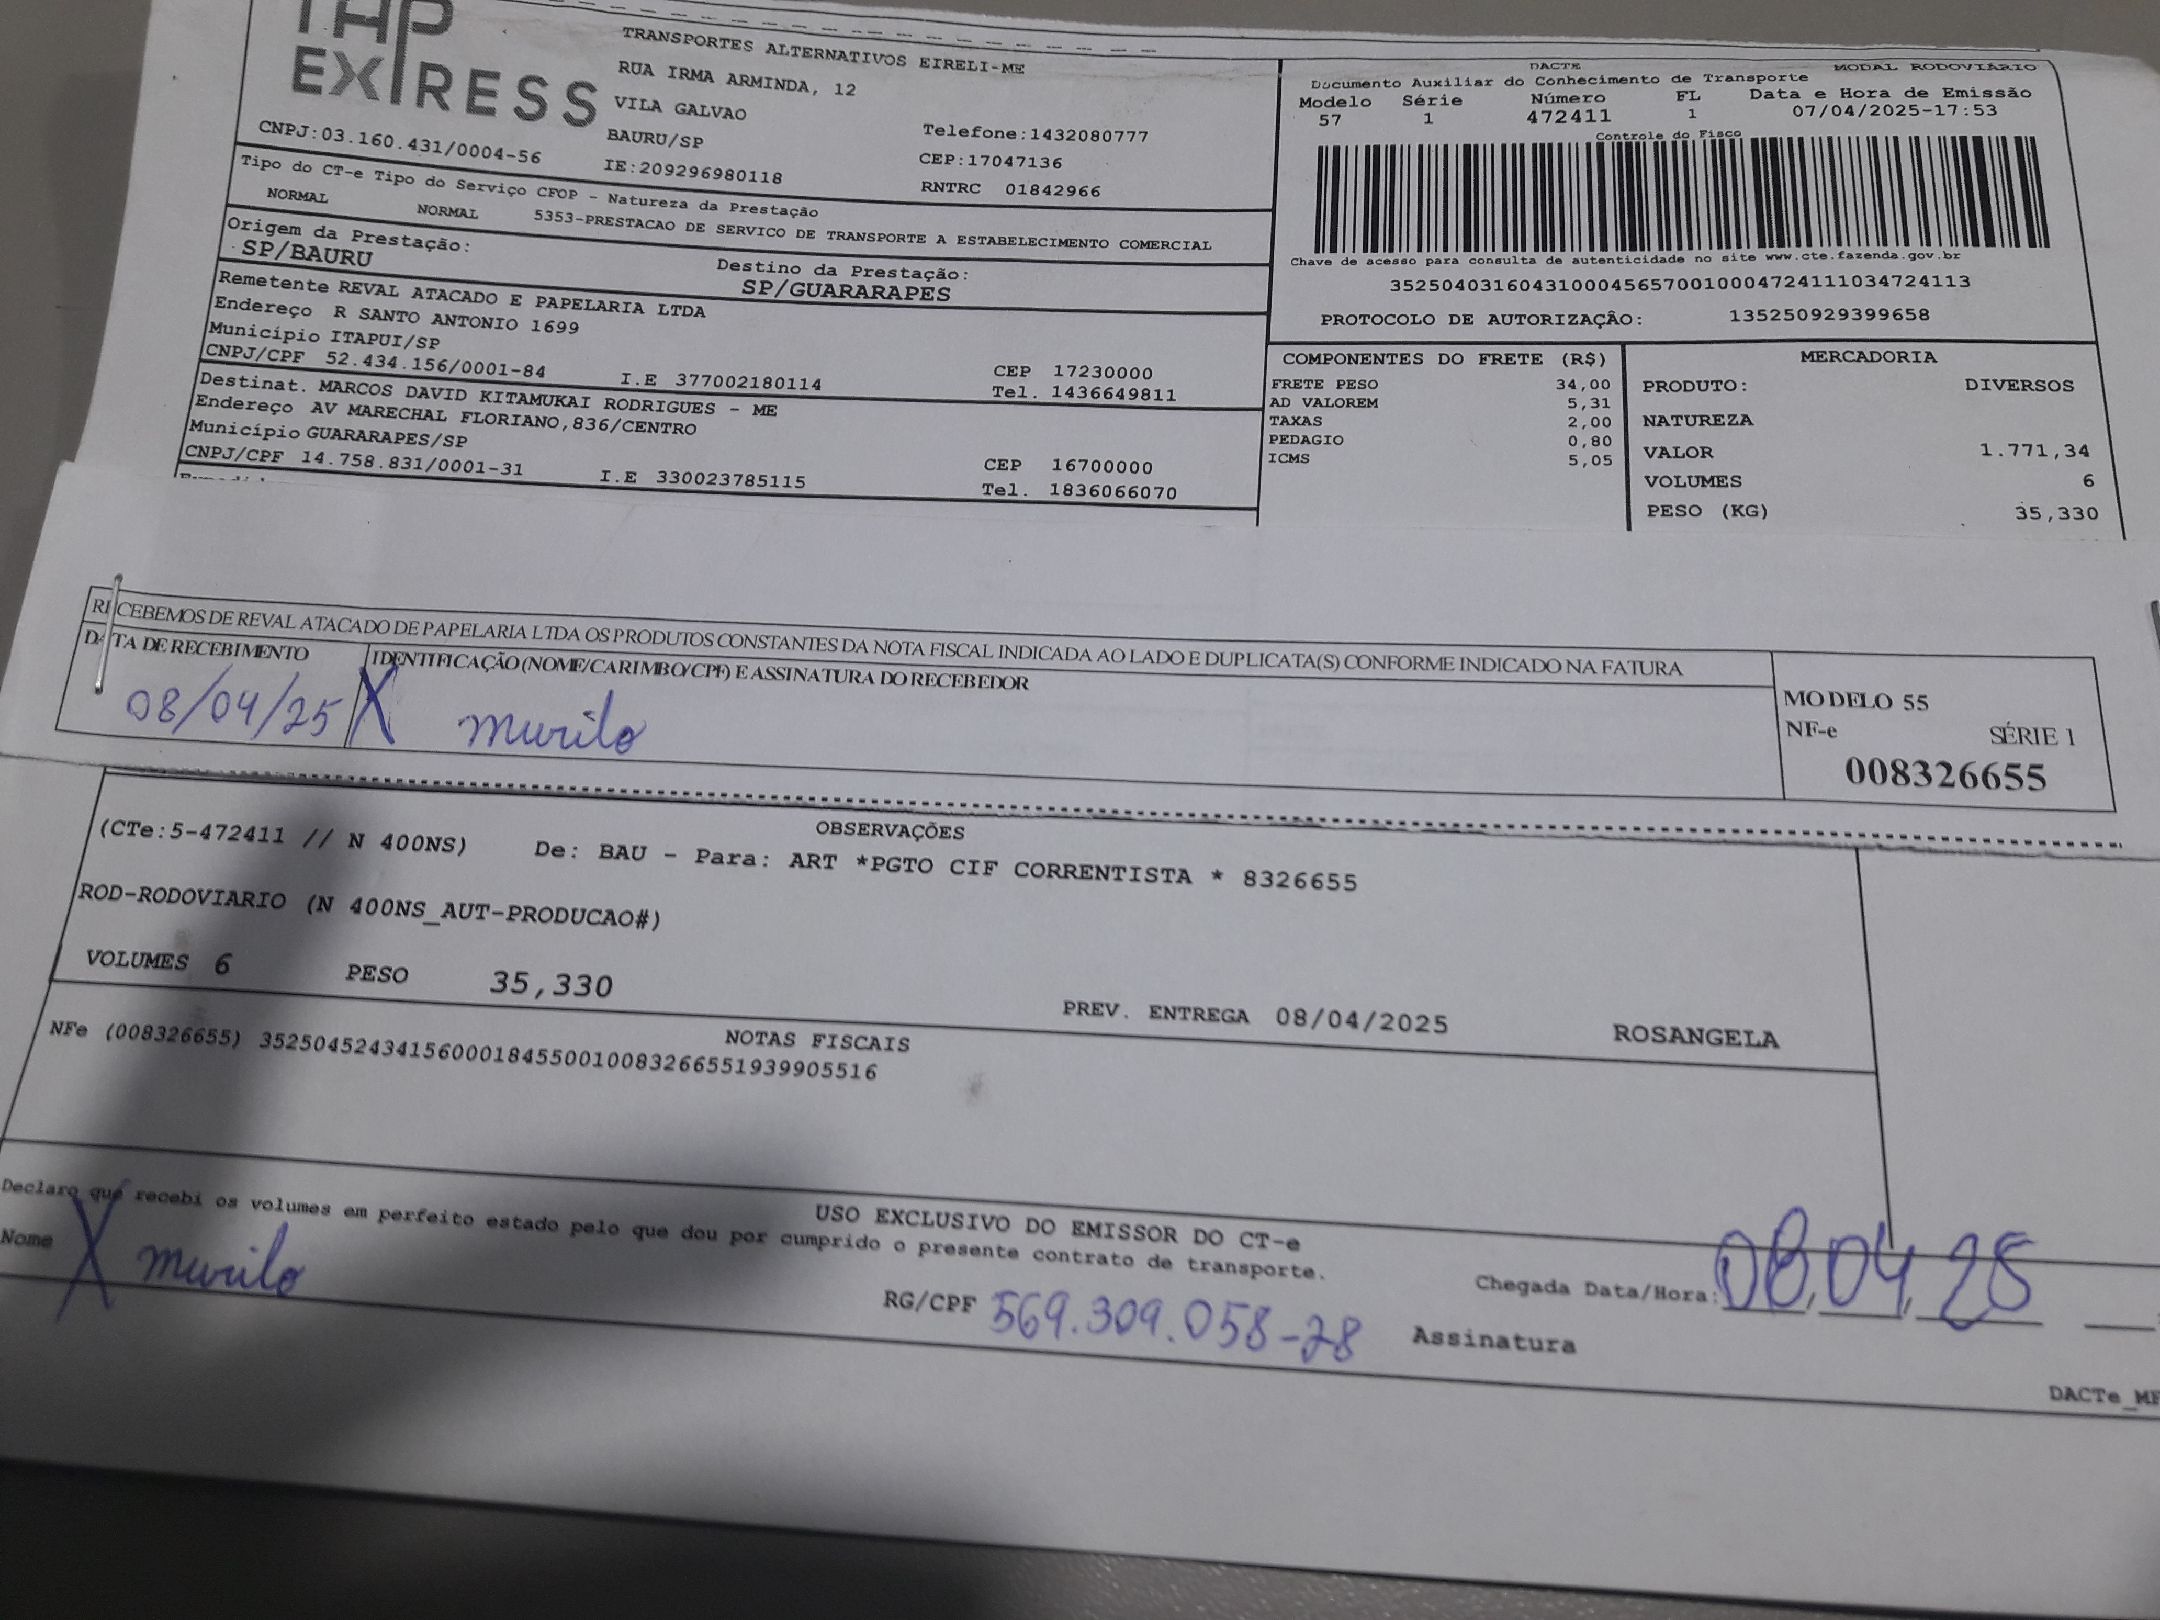 EXPRESS
TRANSPORTES ALTERNATIVOS EIRELI-ME
RUA IRMA ARMINDA, 12
VILA GALVAO
BAURU/SP
Telefone:1432080777
CNPJ:03.160.431/0004-56
IE:209296980118
CEP:17047136
RNTRC 01842966
DACTE
MODAL RODOVIÁRIO
Documento Auxiliar do Conhecimento de Transporte
Modelo Série Número FL Data e Hora de Emissão
57 1 472411 1 07/04/2025-17:53
Controle do Fisco
Chave de acesso para consulta de autenticidade no site www.cte.fazenda.gov.br
35250403160431000456570010004724111034724113
PROTOCOLO DE AUTORIZAÇÂO: 135250929399658
Tipo do CT-e Tipo do Serviço CFOP - Natureza da Prestação
NORMAL NORMAL 5353-PRESTACAO DE SERVICO DE TRANSPORTE A ESTABELECIMENTO COMERCIAL
Origem da Prestação:
SP/BAURU
Destino da Prestação:
SP/GUARARAPES
Remetente REVAL ATACADO E PAPELARIA LTDA
Endereço R SANTO ANTONIO 1699
Município ITAPUI/SP
CEP 17230000
CNPJ/CPF 52.434.156/0001-84 I.E 377002180114 Tel. 1436649811
Destinat. MARCOS DAVID KITAMUKAI RODRIGUES - ME
Endereço AV MARECHAL FLORIANO,836/CENTRO
Município GUARARAPES/SP
CEP 16700000
CNPJ/CPF 14.758.831/0001-31 I.E 330023785115 Tel. 1836066070
COMPONENTES DO FRETE (R$)
FRETE PESO 34,00
AD VALOREM 5,31
TAXAS 2,00
PEDAGIO 0,80
ICMS 5,05
MERCADORIA
PRODUTO: DIVERSOS
NATUREZA
VALOR 1.771,34
VOLUMES 6
PESO (KG) 35,330
RECEBEMOS DE REVAL ATACADO DE PAPELARIA LTDA OS PRODUTOS CONSTANTES DA NOTA FISCAL INDICADA AO LADO E DUPLICATA(S) CONFORME INDICADO NA FATURA
DATA DE RECEBIMENTO
IDENTIFICAÇÃO (NOME/CARIMBO/CPF) E ASSINATURA DO RECEBEDOR
08/04/25 X murilo
MODELO 55
NF-e SÉRIE 1
008326655
OBSERVAÇÕES
(CTe:5-472411 // N 400NS) De: BAU - Para: ART *PGTO CIF CORRENTISTA * 8326655
ROD-RODOVIARIO (N 400NS_AUT-PRODUCAO#)
VOLUMES 6 PESO 35,330
PREV. ENTREGA 08/04/2025 ROSANGELA
NOTAS FISCAIS
NFe (008326655) 35250452434156000184550010083266551939905516
USO EXCLUSIVO DO EMISSOR DO CT-e
Declaro que recebi os volumes em perfeito estado pelo que dou por cumprido o presente contrato de transporte.
Nome X murilo
RG/CPF 569.309.058-28
Chegada Data/Hora: 08,04,25
Assinatura